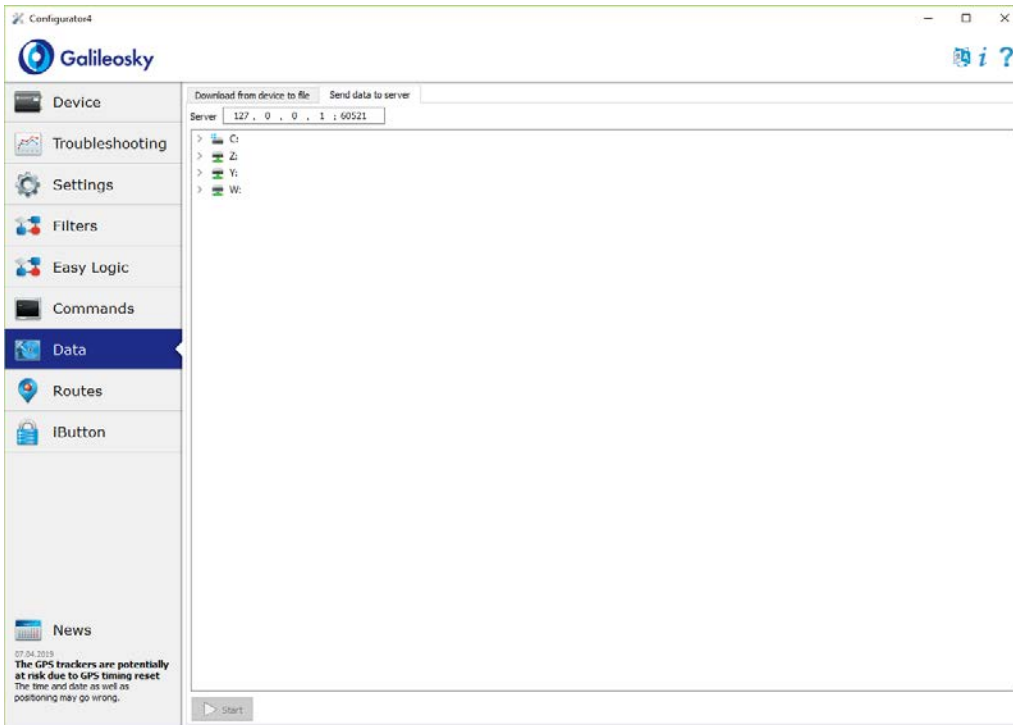 Configurator4
Galileosky
i ?
Device
Troubleshooting
Settings
Filters
Easy Logic
Commands
Data
Routes
IButton
News
07.04.2019
The GPS trackers are potentially
at risk due to GPS timing reset
The time and date as well as
positioning may go wrong.
Download from device to file Send data to server
Server 127 . 0 . 0 . 1 : 60521
C:
Z:
Y:
W:
Start